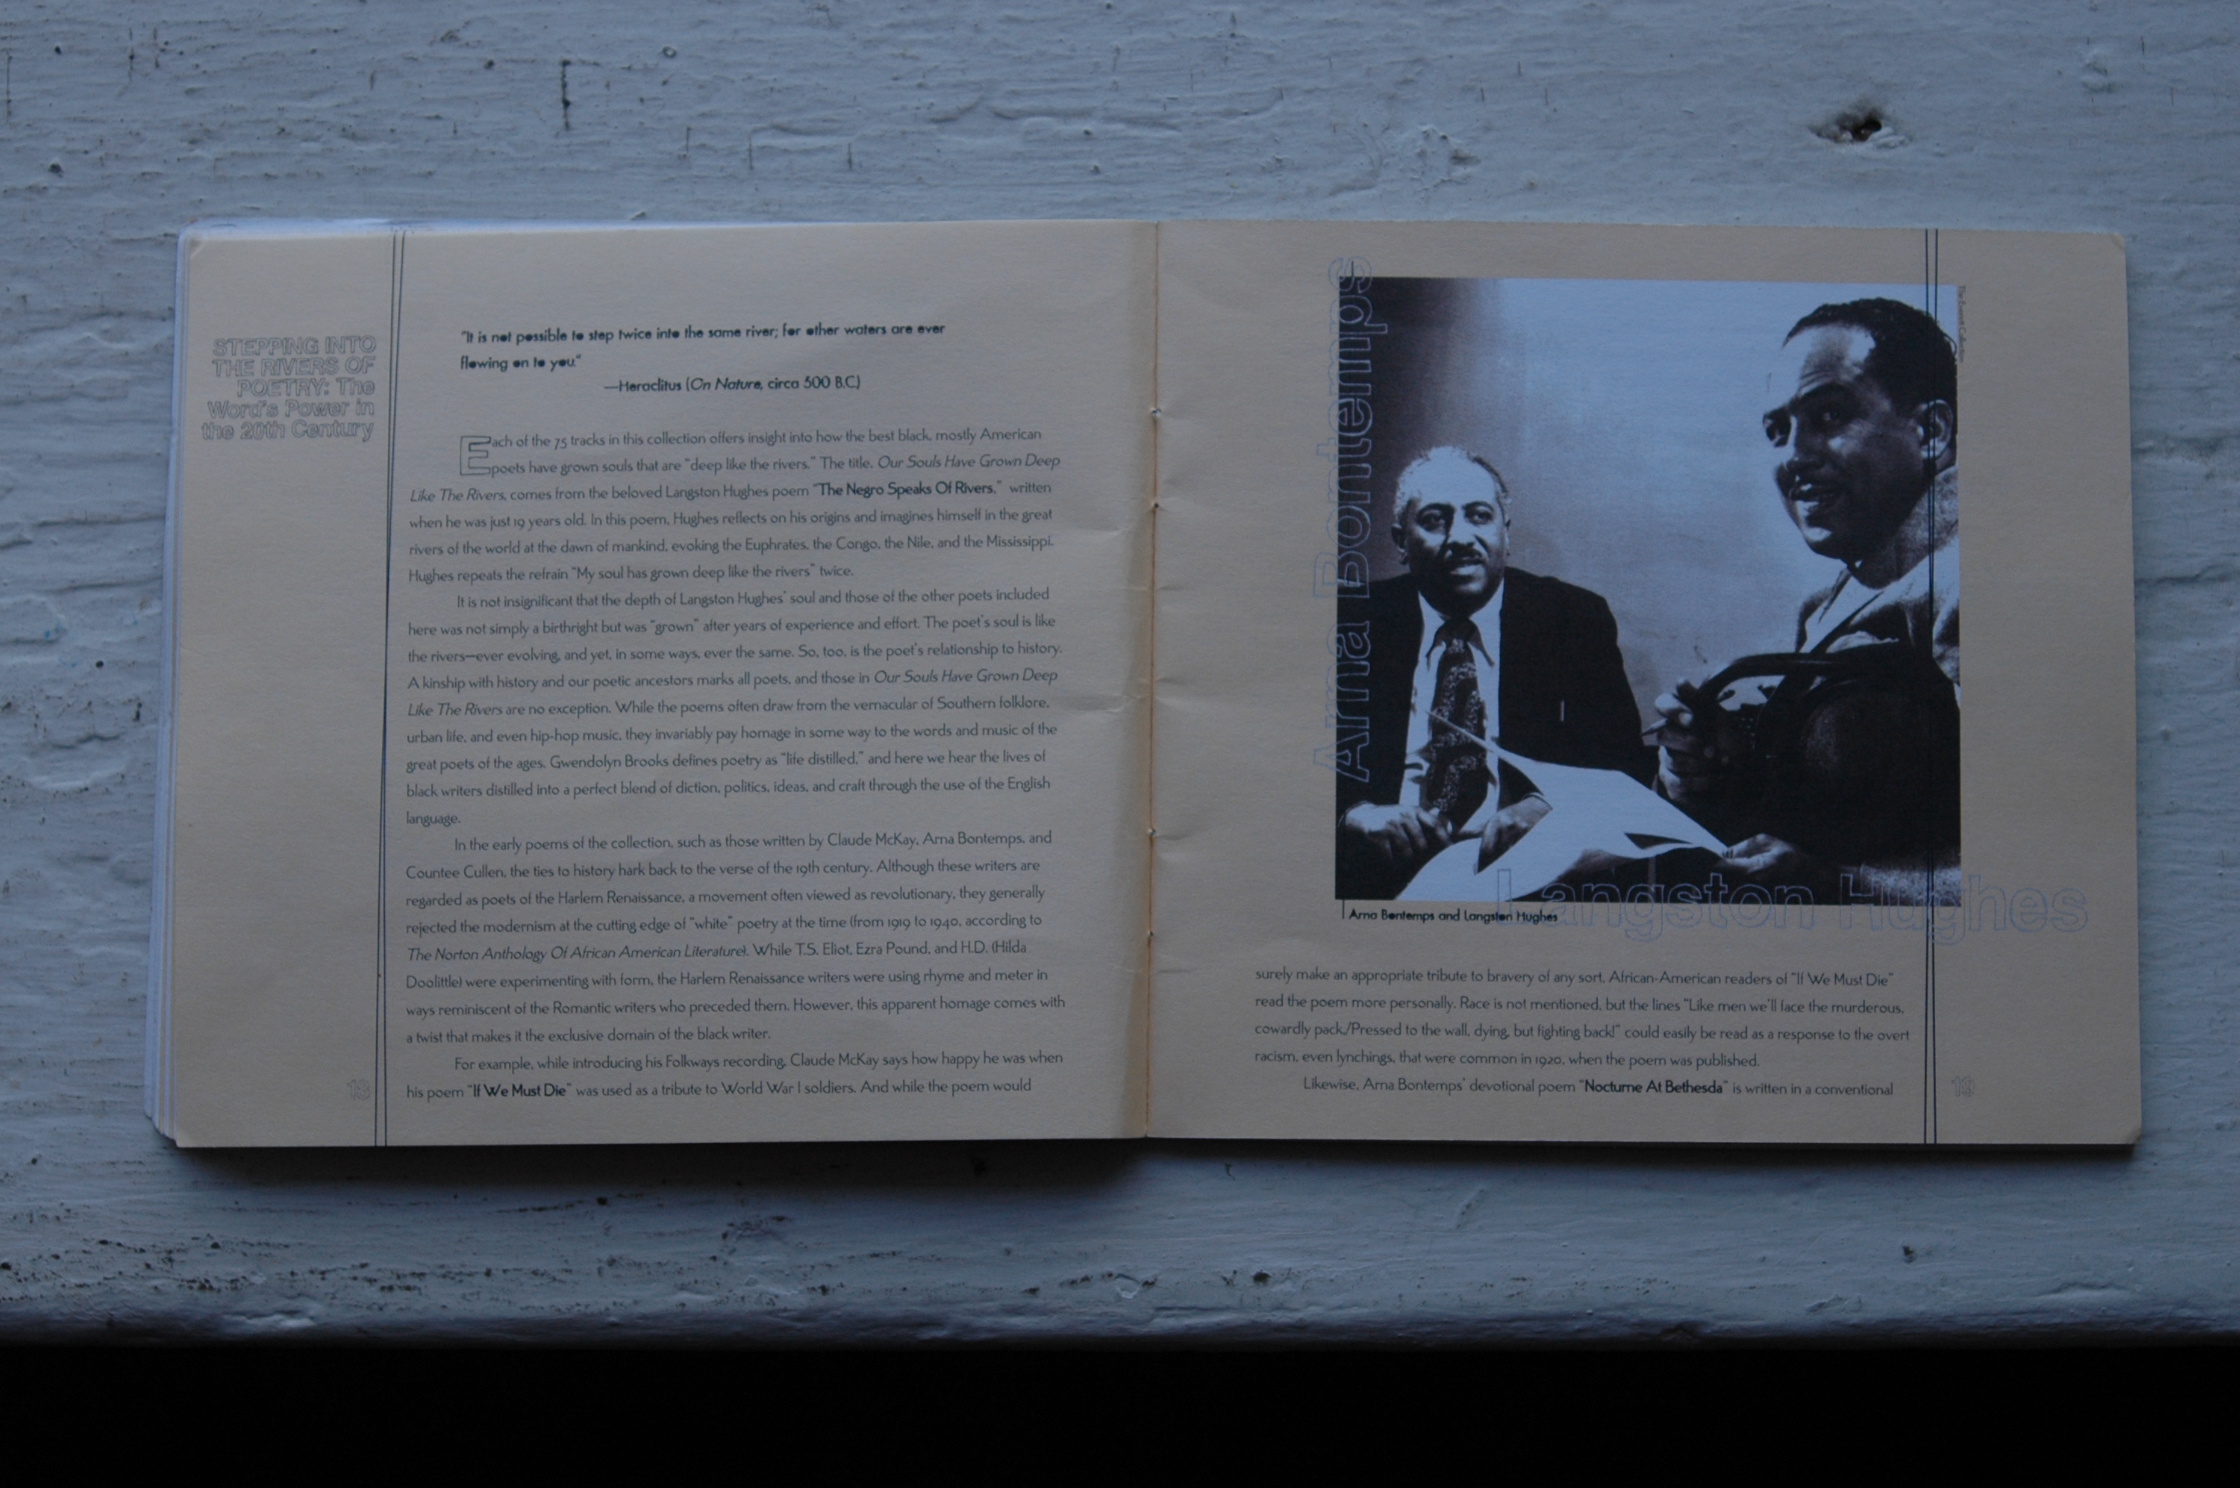 STEPPING INTO
THE RIVERS OF
POETRY: The
Word's Power in
the 20th Century
"It is not possible to step twice into the same river; for other waters are ever
flowing on to you"
—Heraclitus (On Nature, circa 500 B.C.)
Each of the 75 tracks in this collection offers insight into how the best black, mostly American
poets have grown souls that are "deep like the rivers." The title, Our Souls Have Grown Deep
Like The Rivers, comes from the beloved Langston Hughes poem "The Negro Speaks Of Rivers," written
when he was just 19 years old. In this poem, Hughes reflects on his origins and imagines himself in the great
rivers of the world at the dawn of mankind, evoking the Euphrates, the Congo, the Nile, and the Mississippi.
Hughes repeats the refrain "My soul has grown deep like the rivers" twice.
It is not insignificant that the depth of Langston Hughes' soul and those of the other poets included
here was not simply a birthright but was "grown" after years of experience and effort. The poet's soul is like
the rivers—ever evolving, and yet, in some ways, ever the same. So, too, is the poet's relationship to history.
A kinship with history and our poetic ancestors marks all poets, and those in Our Souls Have Grown Deep
Like The Rivers are no exception. While the poems often draw from the vernacular of Southern folklore,
urban life, and even hip-hop music, they invariably pay homage in some way to the words and music of the
great poets of the ages. Gwendolyn Brooks defines poetry as "life distilled," and here we hear the lives of
black writers distilled into a perfect blend of diction, politics, ideas, and craft through the use of the English
language.
In the early poems of the collection, such as those written by Claude McKay, Arna Bontemps, and
Countee Cullen, the ties to history hark back to the verse of the 19th century. Although these writers are
regarded as poets of the Harlem Renaissance, a movement often viewed as revolutionary, they generally
rejected the modernism at the cutting edge of "white" poetry at the time (from 1919 to 1940, according to
The Norton Anthology Of African American Literature). While T.S. Eliot, Ezra Pound, and H.D. (Hilda
Doolittle) were experimenting with form, the Harlem Renaissance writers were using rhyme and meter in
ways reminiscent of the Romantic writers who preceded them. However, this apparent homage comes with
a twist that makes it the exclusive domain of the black writer.
For example, while introducing his Folkways recording, Claude McKay says how happy he was when
his poem "If We Must Die" was used as a tribute to World War I soldiers. And while the poem would
Arna Bontemps
The Everett Collection
Langston Hughes
Arna Bontemps and Langston Hughes
surely make an appropriate tribute to bravery of any sort, African-American readers of "If We Must Die"
read the poem more personally. Race is not mentioned, but the lines "Like men we'll face the murderous,
cowardly pack,/Pressed to the wall, dying, but fighting back!" could easily be read as a response to the overt
racism, even lynchings, that were common in 1920, when the poem was published.
Likewise, Arna Bontemps' devotional poem "Nocturne At Bethesda" is written in a conventional